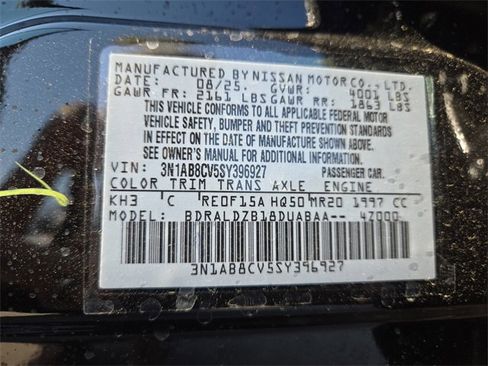 MANUFACTURED BY NISSAN MOTOR CO., LTD.
DATE: 08/25. GVWR: 4001 LBS
GAWR FR: 2161 LBS GAWR RR: 1863 LBS
THIS VEHICLE CONFORMS TO ALL APPLICABLE FEDERAL MOTOR
VEHICLE SAFETY, BUMPER AND THEFT PREVENTION STANDARDS
IN EFFECT ON THE DATE OF MANUFACTURE SHOWN ABOVE.
SEE OWNER'S MANUAL FOR ADDITIONAL INFORMATION
VIN: 3N1AB8CV5SY396927 PASSENGER CAR.
COLOR TRIM TRANS AXLE ENGINE
KH3 C RE0F15A HQ50 MR20 1997 CC
MODEL: BDRALDZB18DUABAA-- 4Z000
3N1AB8CV5SY396927